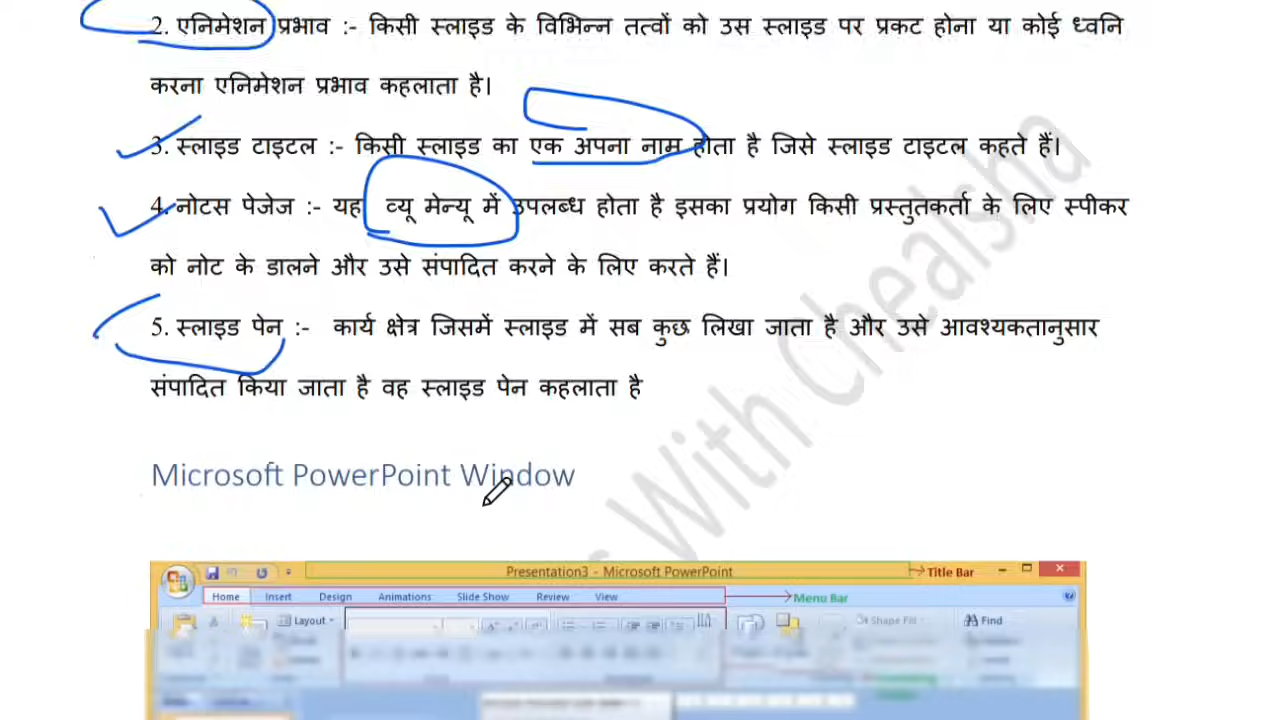 2. एनिमेशन प्रभाव :- किसी स्लाइड के विभिन्न तत्वों को उस स्लाइड पर प्रकट होना या कोई ध्वनि
करना एनिमेशन प्रभाव कहलाता है।
3. स्लाइड टाइटल :- किसी स्लाइड का एक अपना नाम होता है जिसे स्लाइड टाइटल कहते हैं।
4. नोटस पेजेज :- यह व्यू मेन्यू में उपलब्ध होता है इसका प्रयोग किसी प्रस्तुतकर्ता के लिए स्पीकर
को नोट के डालने और उसे संपादित करने के लिए करते हैं।
5. स्लाइड पेन :- कार्य क्षेत्र जिसमें स्लाइड में सब कुछ लिखा जाता है और उसे आवश्यकतानुसार
संपादित किया जाता है वह स्लाइड पेन कहलाता है
With Chealsha
Microsoft PowerPoint Window
Presentation3 - Microsoft PowerPoint Title Bar
Home Insert Design Animations Slide Show Review View Menu Bar
Layout Shape Fill Find